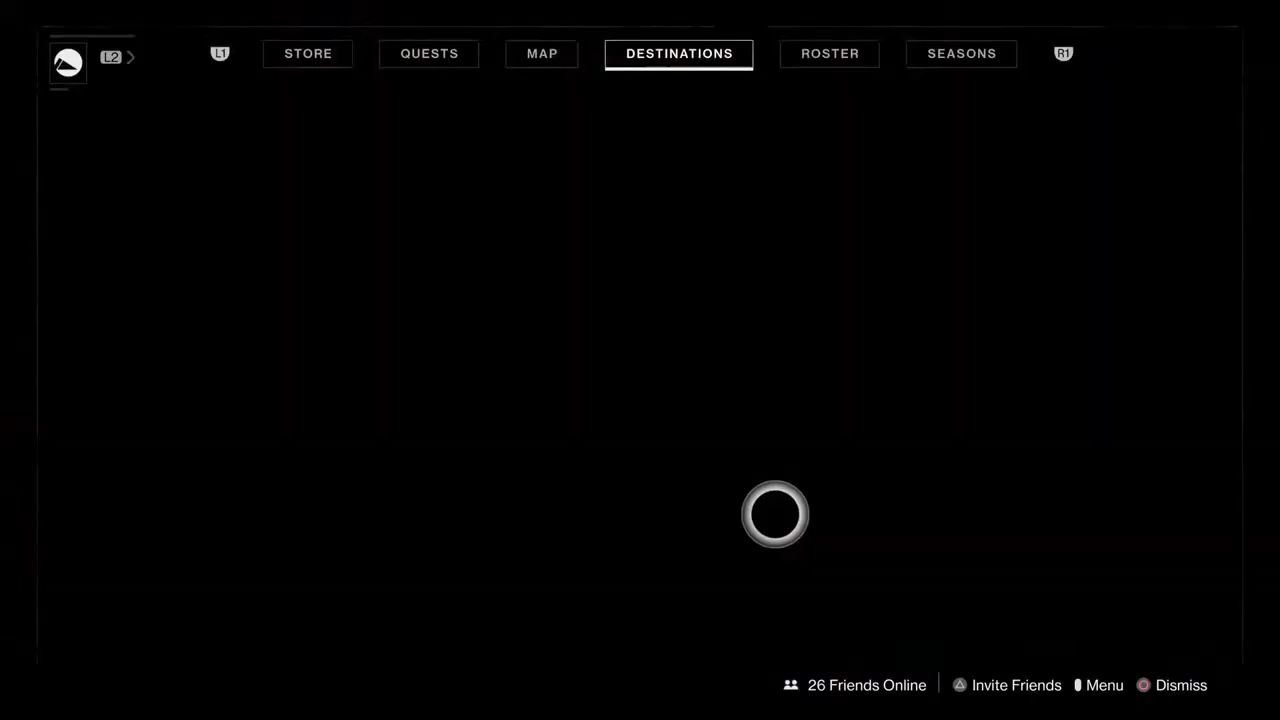 L2 L1 STORE QUESTS MAP DESTINATIONS ROSTER SEASONS R1
26 Friends Online Invite Friends Menu Dismiss